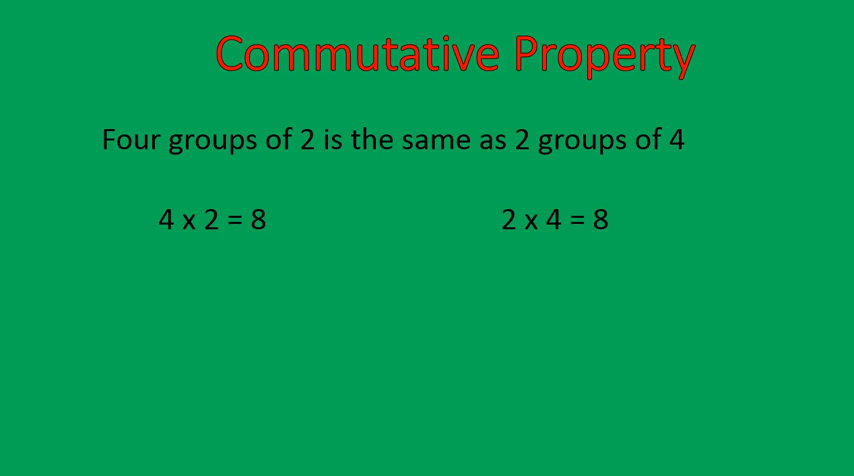 Commutative Property
Four groups of 2 is the same as 2 groups of 4
4 x 2 = 8 2 x 4 = 8